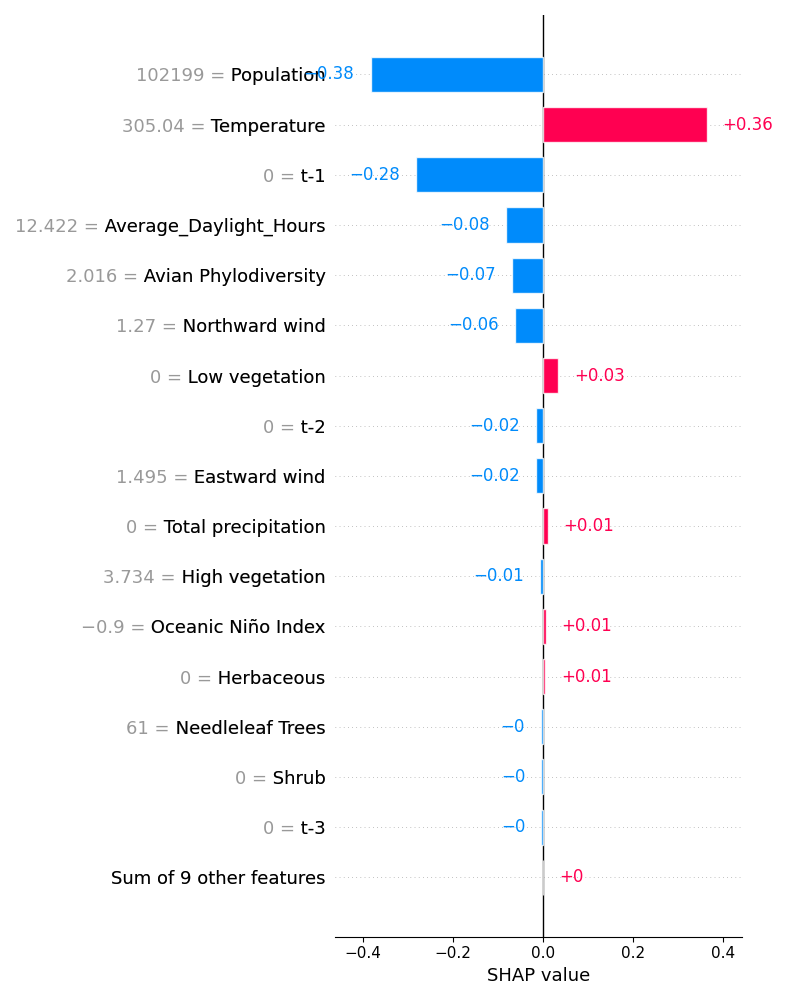 102199 = Population −0.38
305.04 = Temperature +0.36
0 = t-1 −0.28
12.422 = Average_Daylight_Hours −0.08
2.016 = Avian Phylodiversity −0.07
1.27 = Northward wind −0.06
0 = Low vegetation +0.03
0 = t-2 −0.02
1.495 = Eastward wind −0.02
0 = Total precipitation +0.01
3.734 = High vegetation −0.01
−0.9 = Oceanic Niño Index +0.01
0 = Herbaceous +0.01
61 = Needleleaf Trees −0
0 = Shrub −0
0 = t-3 −0
Sum of 9 other features +0
−0.4 −0.2 0.0 0.2 0.4
SHAP value